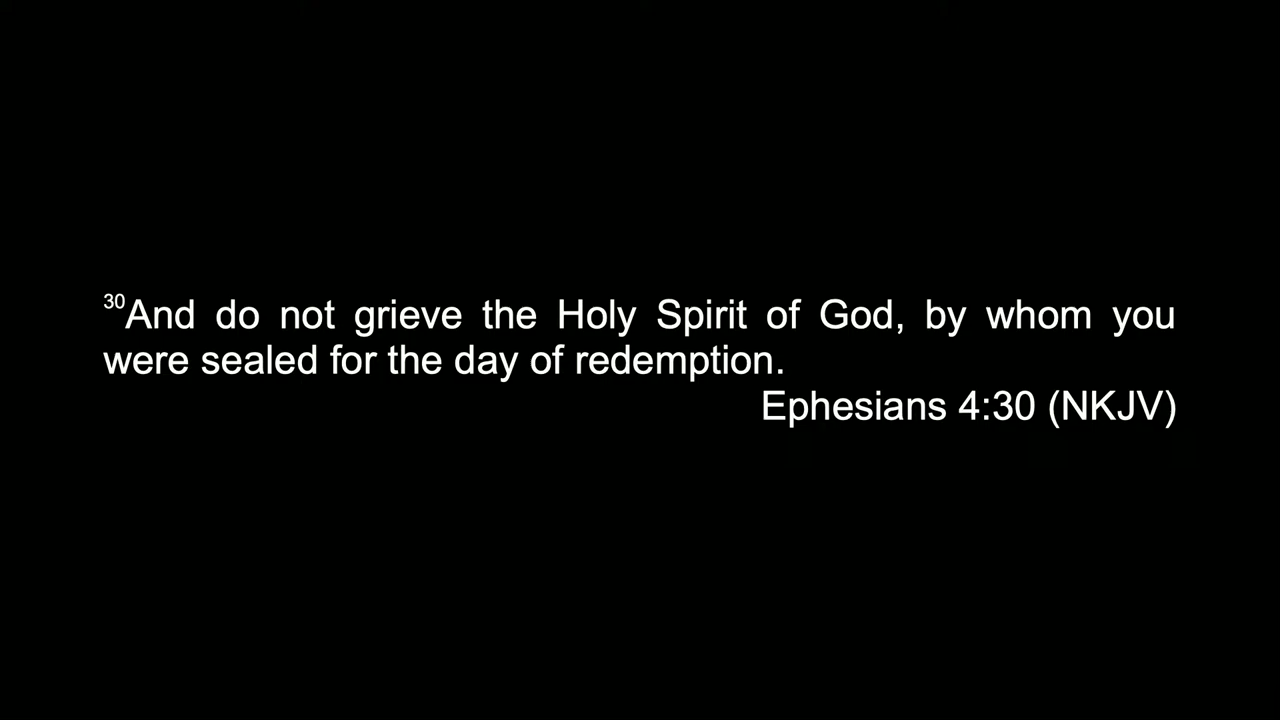 30And do not grieve the Holy Spirit of God, by whom you
were sealed for the day of redemption.
Ephesians 4:30 (NKJV)